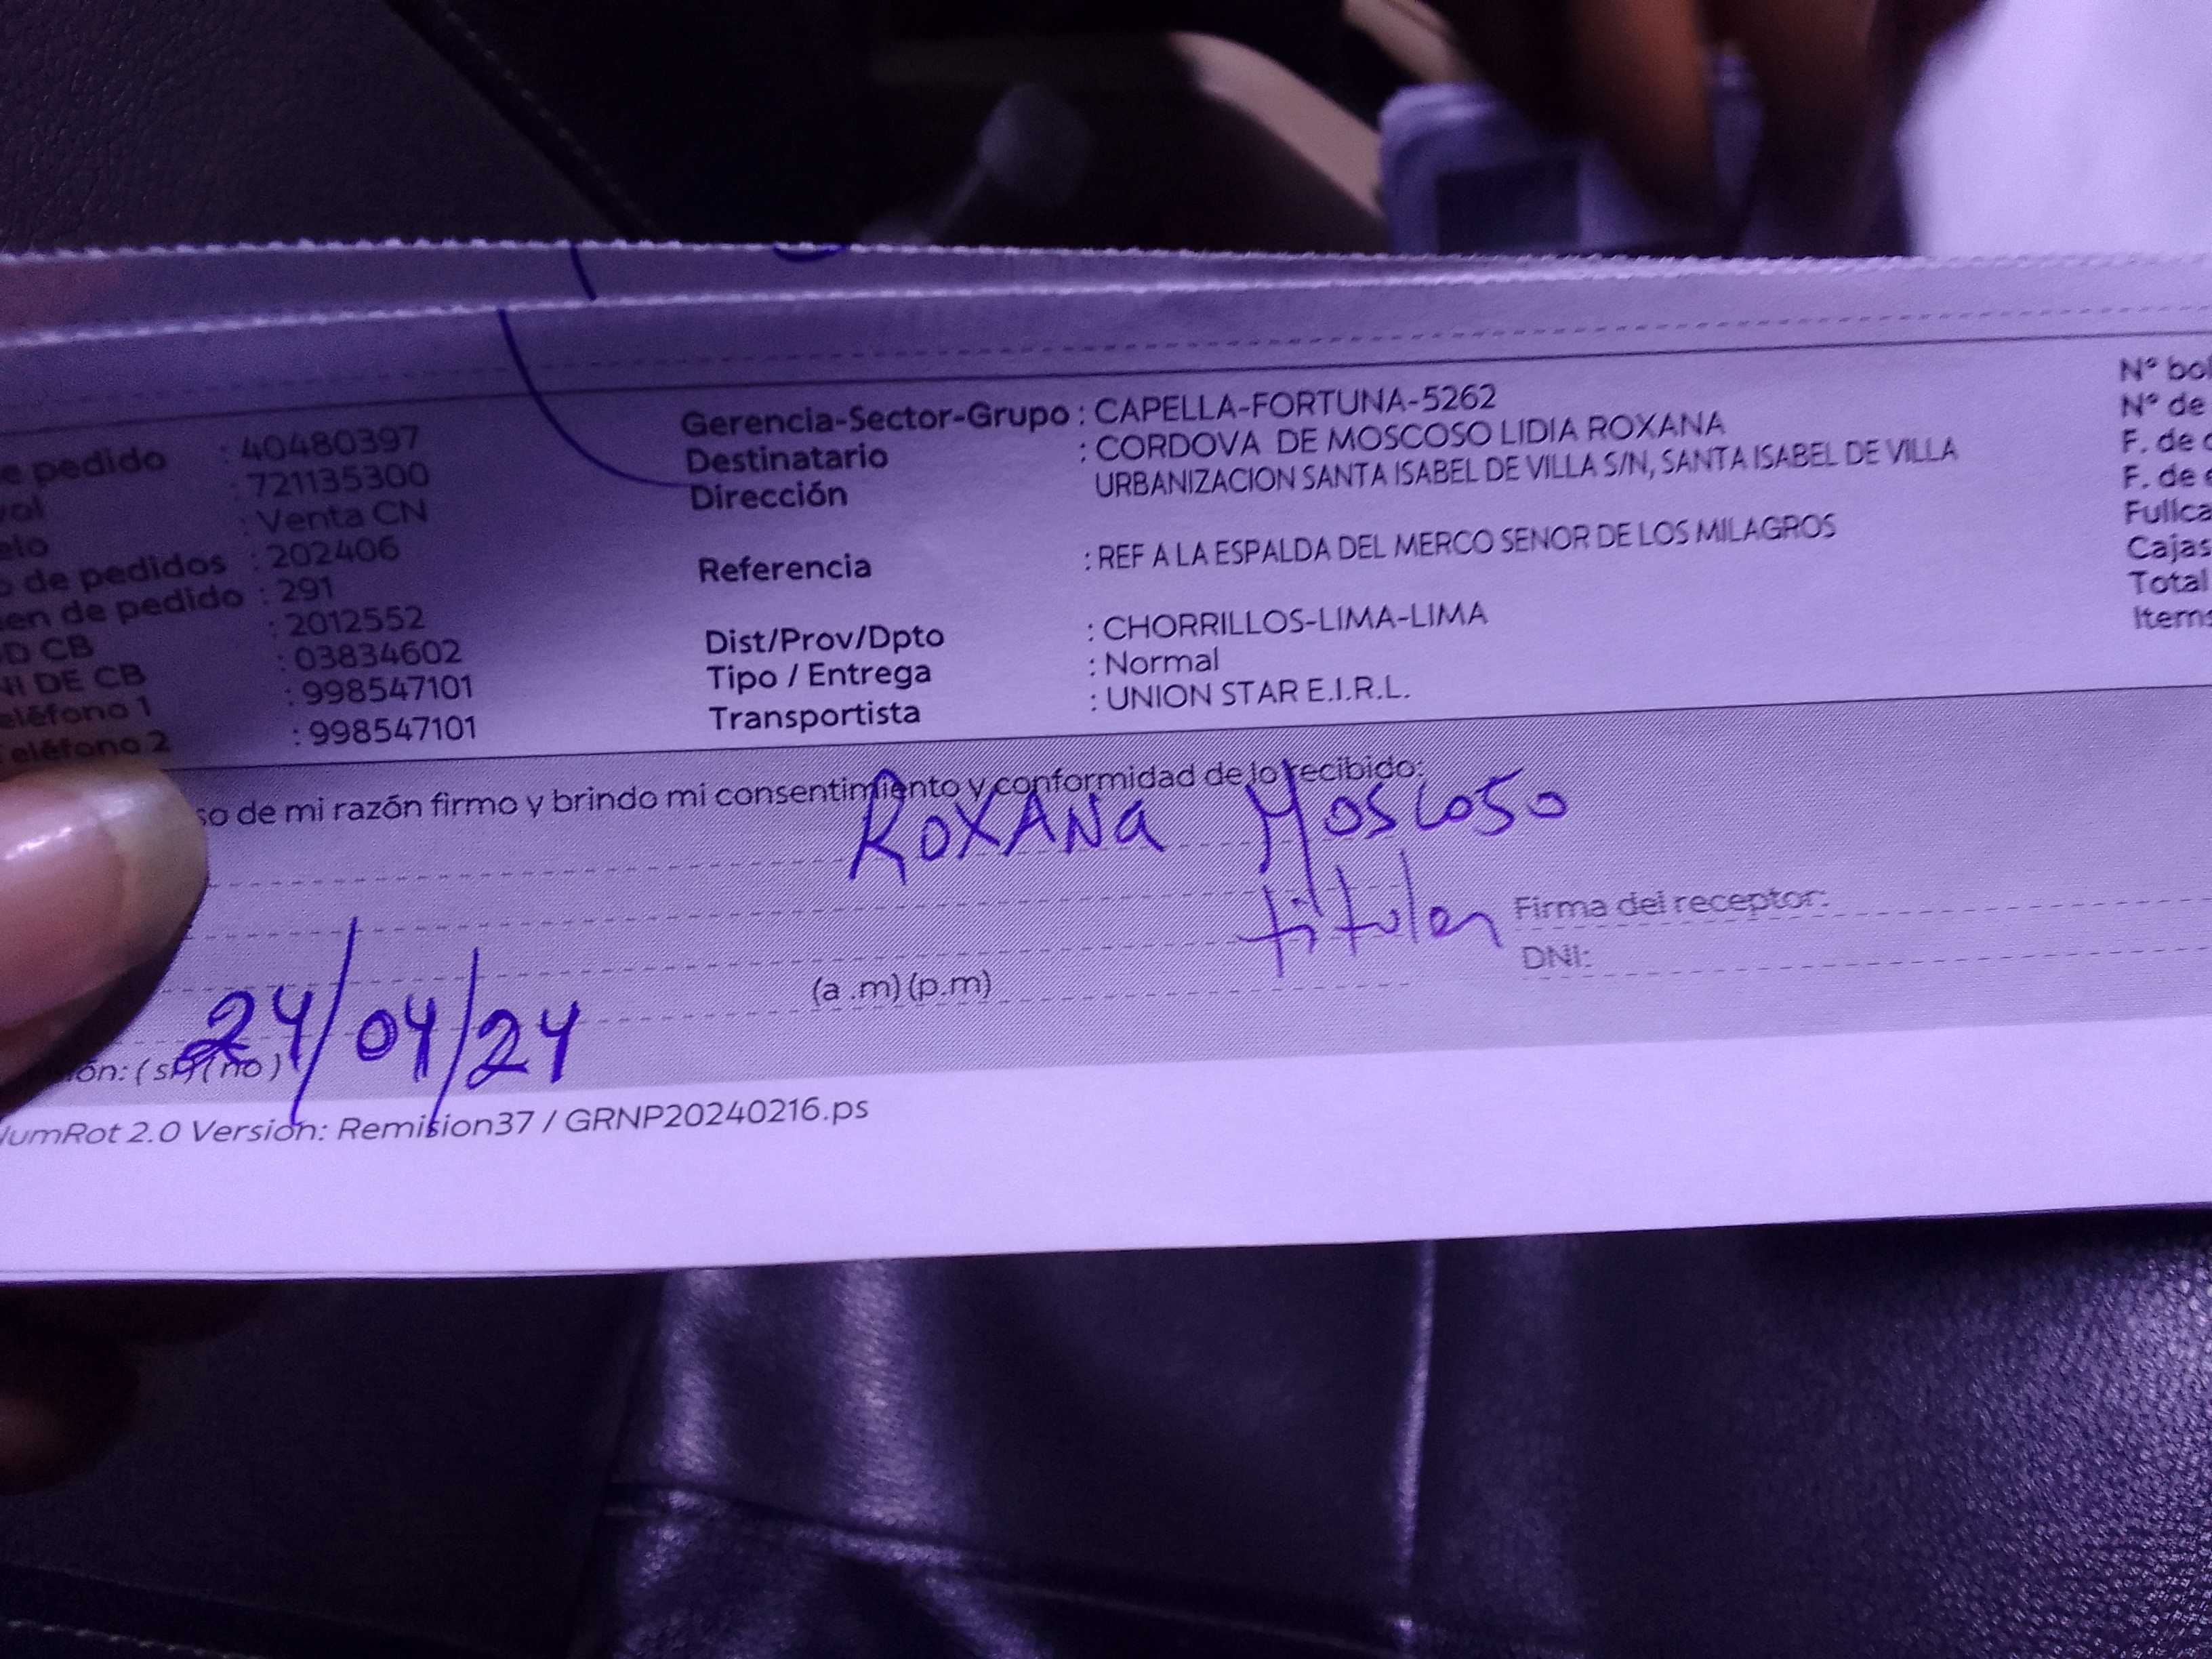 e pedido : 40480397
vol : 721135300
elo : Venta CN
o de pedidos : 202406
en de pedido : 291
D CB : 2012552
NI DE CB : 03834602
eléfono 1 : 998547101
eléfono 2 : 998547101
Gerencia-Sector-Grupo : CAPELLA-FORTUNA-5262
Destinatario : CORDOVA DE MOSCOSO LIDIA ROXANA
Dirección URBANIZACION SANTA ISABEL DE VILLA S/N, SANTA ISABEL DE VILLA
Referencia : REF A LA ESPALDA DEL MERCO SENOR DE LOS MILAGROS
Dist/Prov/Dpto : CHORRILLOS-LIMA-LIMA
Tipo / Entrega : Normal
Transportista : UNION STAR E.I.R.L.
N° bol
N° de
F. de
F. de
Fullca
Cajas
Total
Items
so de mi razón firmo y brindo mi consentimiento y conformidad de lo recibido:
ROXANA Moscoso
titular
Firma del receptor:
DNI:
(a .m) (p.m)
24/04/24
ón: ( si ) ( no )
NumRot 2.0 Version: Remision37 / GRNP20240216.ps